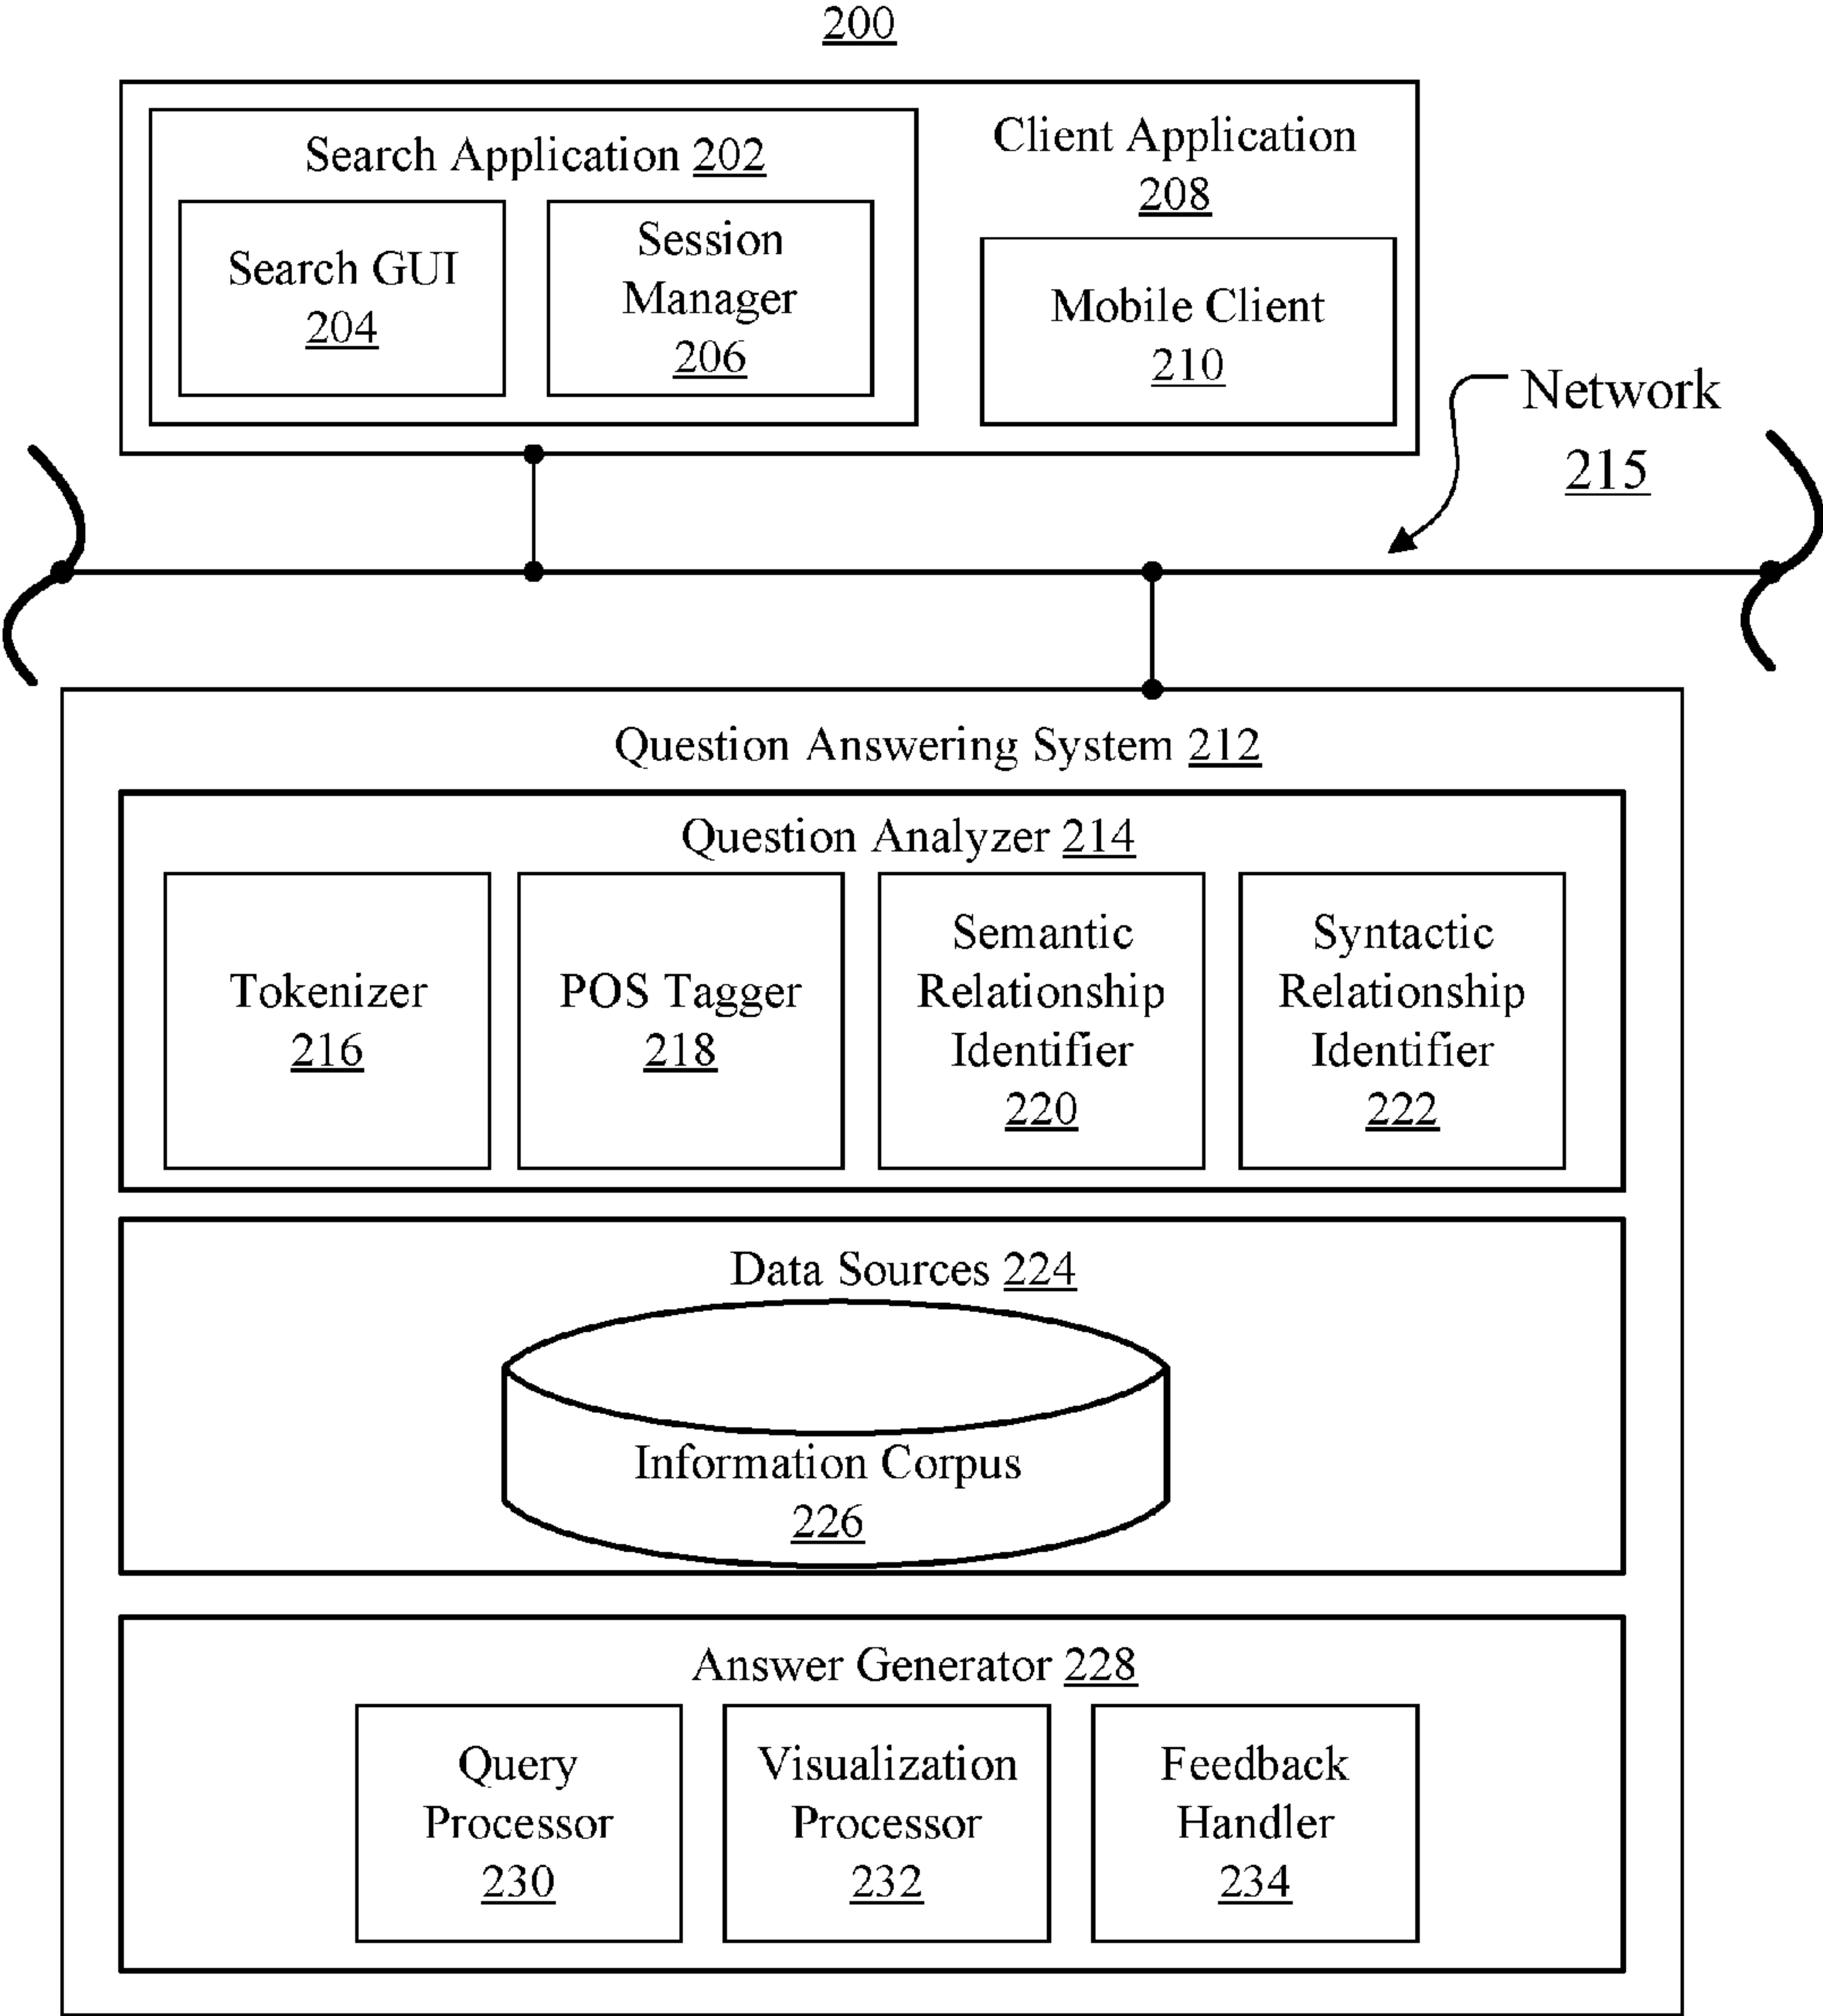 200
Search Application 202
Client Application
208
Search GUI
204
Session
Manager
206
Mobile Client
210
Network
215
Question Answering System 212
Question Analyzer 214
Tokenizer
216
POS Tagger
218
Semantic
Relationship
Identifier
220
Syntactic
Relationship
Identifier
222
Data Sources 224
Information Corpus
226
Answer Generator 228
Query
Processor
230
Visualization
Processor
232
Feedback
Handler
234